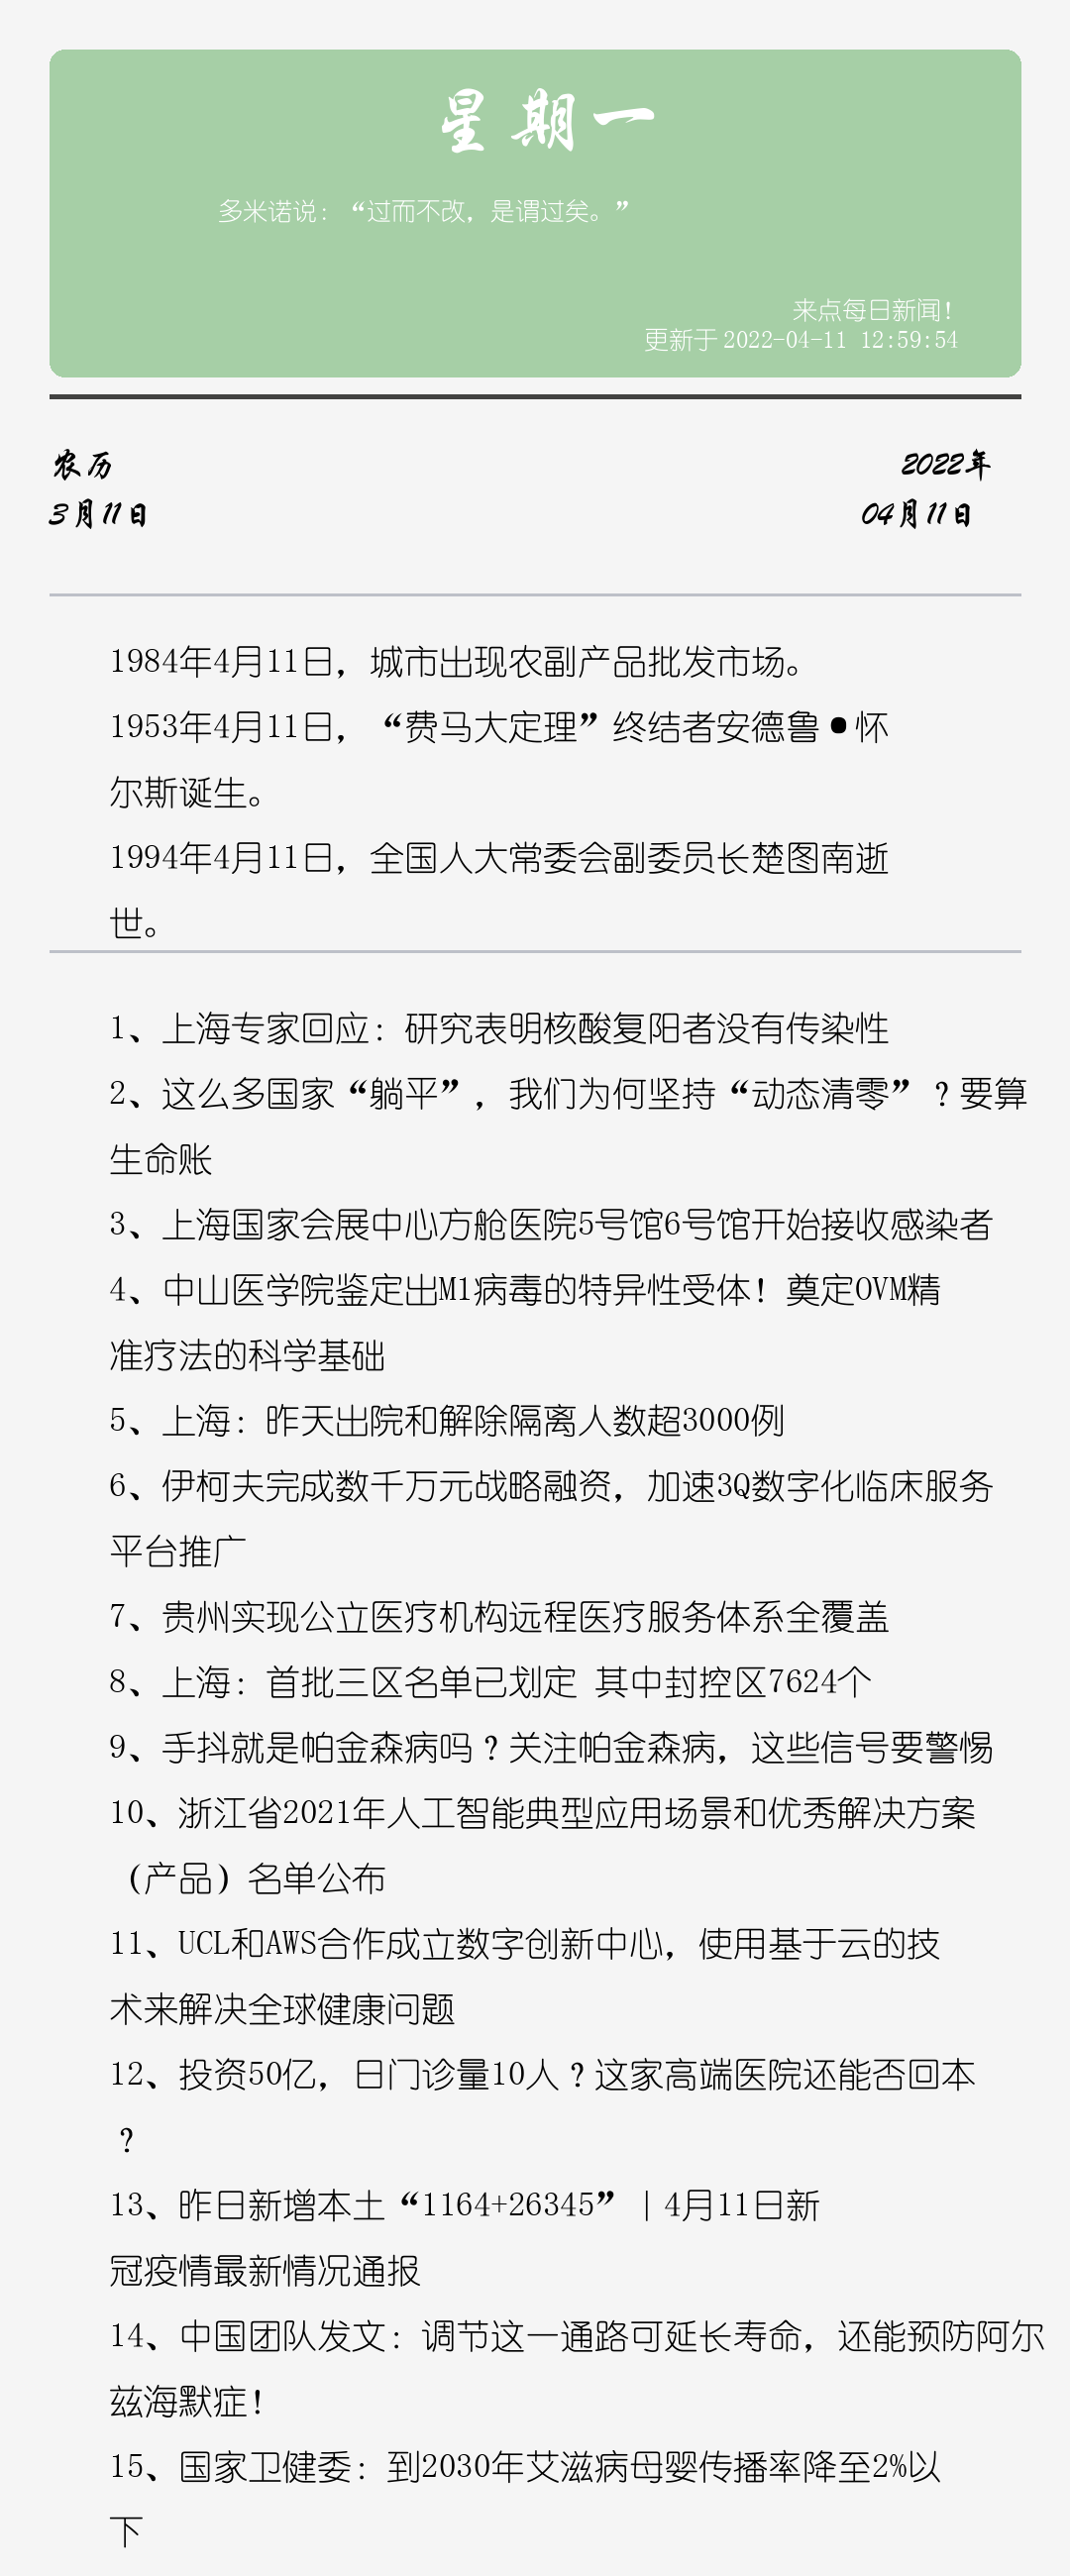 星期一
多米诺说：“过而不改，是谓过矣。”
来点每日新闻！
更新于 2022-04-11 12:59:54
农历
2022年
3月11日
04月11日
1984年4月11日，城市出现农副产品批发市场。
1953年4月11日，“费马大定理”终结者安德鲁•怀
尔斯诞生。
1994年4月11日，全国人大常委会副委员长楚图南逝
世。
1、上海专家回应：研究表明核酸复阳者没有传染性
2、这么多国家“躺平”，我们为何坚持“动态清零”？要算
生命账
3、上海国家会展中心方舱医院5号馆6号馆开始接收感染者
4、中山医学院鉴定出M1病毒的特异性受体！奠定OVM精
准疗法的科学基础
5、上海：昨天出院和解除隔离人数超3000例
6、伊柯夫完成数千万元战略融资，加速3Q数字化临床服务
平台推广
7、贵州实现公立医疗机构远程医疗服务体系全覆盖
8、上海：首批三区名单已划定 其中封控区7624个
9、手抖就是帕金森病吗？关注帕金森病，这些信号要警惕
10、浙江省2021年人工智能典型应用场景和优秀解决方案
（产品）名单公布
11、UCL和AWS合作成立数字创新中心，使用基于云的技
术来解决全球健康问题
12、投资50亿，日门诊量10人？这家高端医院还能否回本
？
13、昨日新增本土“1164+26345”｜4月11日新
冠疫情最新情况通报
14、中国团队发文：调节这一通路可延长寿命，还能预防阿尔
兹海默症！
15、国家卫健委：到2030年艾滋病母婴传播率降至2%以
下